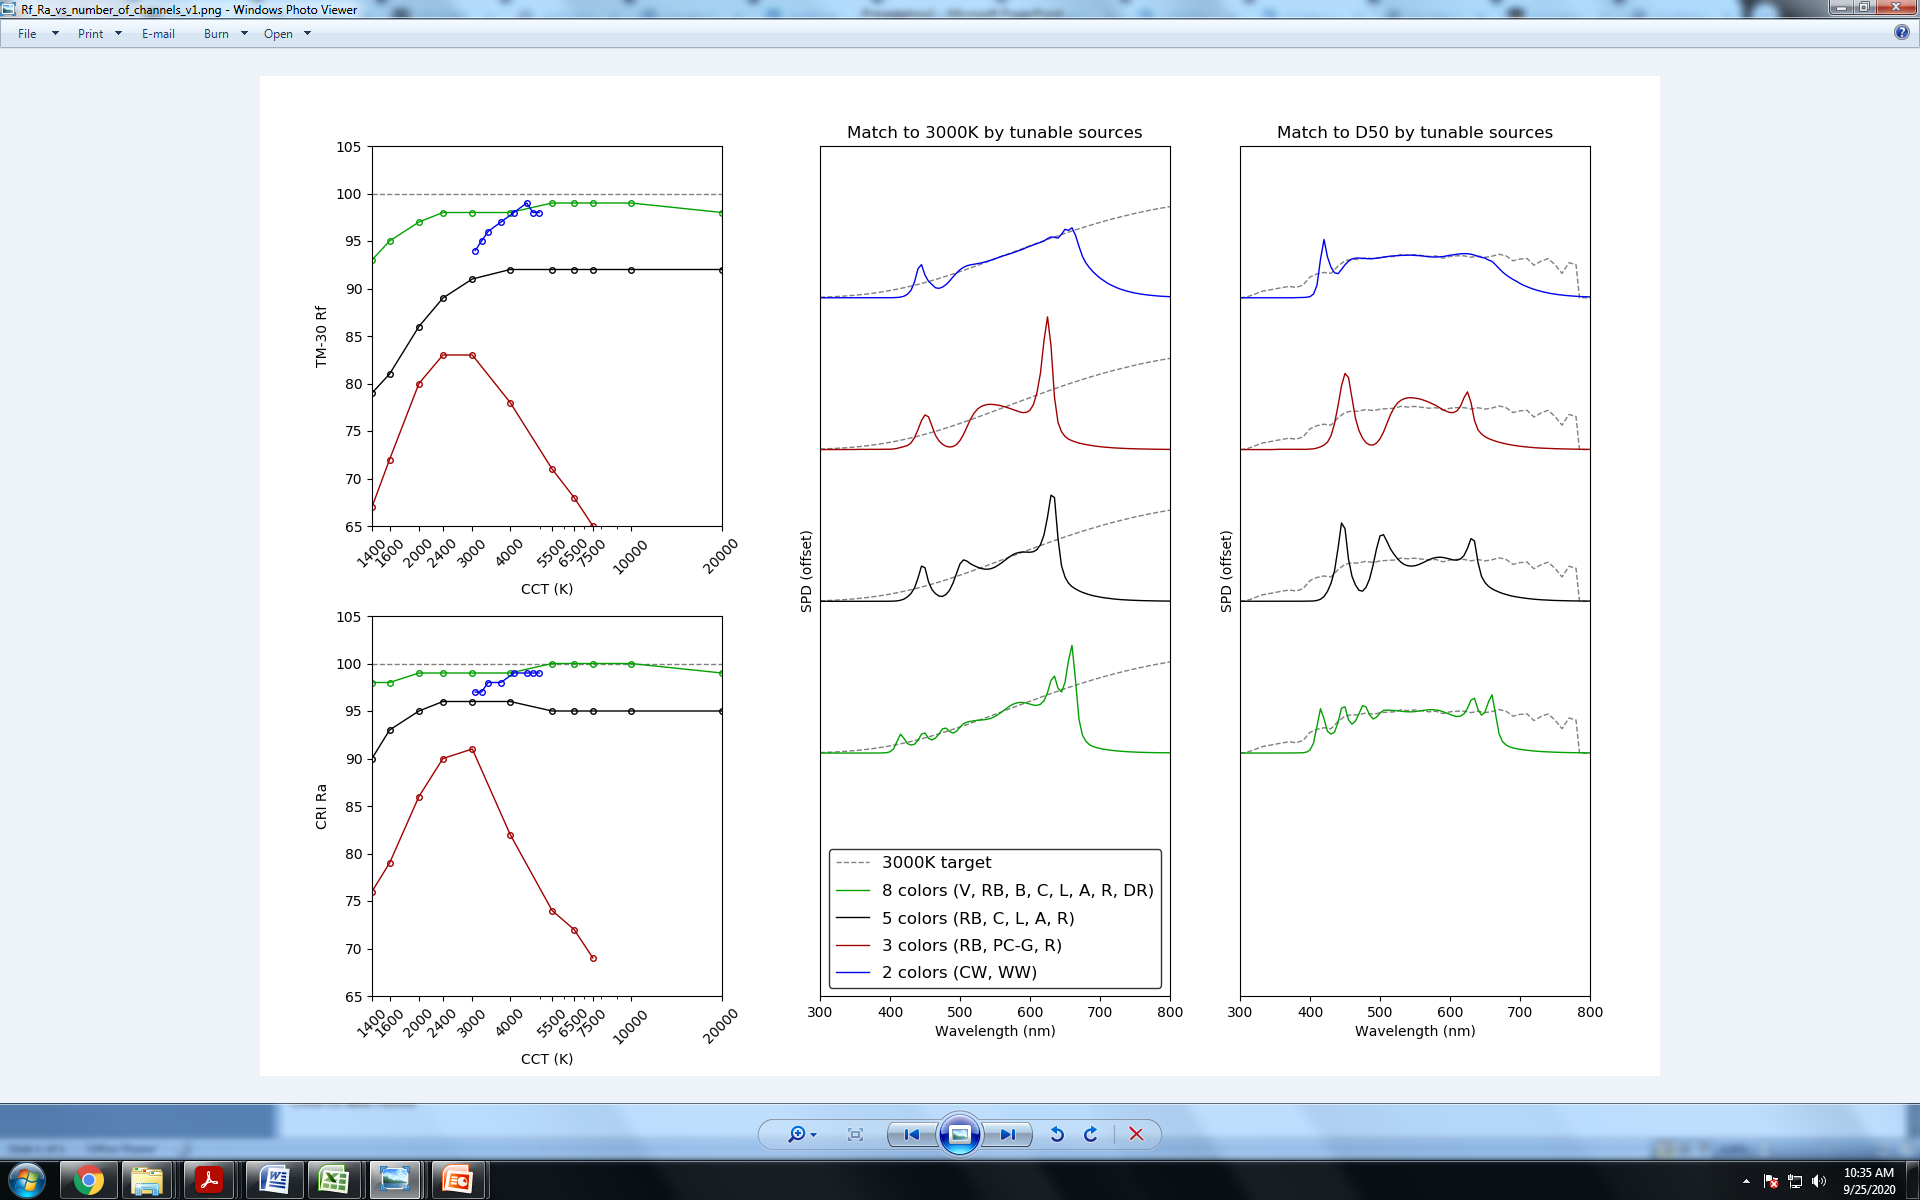 Rf_Ra_vs_number_of_channels_v1.png - Windows Photo Viewer
File Print E-mail Burn Open
105
100
95
90
85
80
75
70
65
TM-30 Rf
1400 1600 2000 2400 3000 4000 5500 6500 7500 10000 20000
CCT (K)
105
100
95
90
85
80
75
70
65
CRI Ra
1400 1600 2000 2400 3000 4000 5500 6500 7500 10000 20000
CCT (K)
Match to 3000K by tunable sources
SPD (offset)
3000K target
8 colors (V, RB, B, C, L, A, R, DR)
5 colors (RB, C, L, A, R)
3 colors (RB, PC-G, R)
2 colors (CW, WW)
300 400 500 600 700 800
Wavelength (nm)
Match to D50 by tunable sources
SPD (offset)
300 400 500 600 700 800
Wavelength (nm)
10:35 AM
9/25/2020